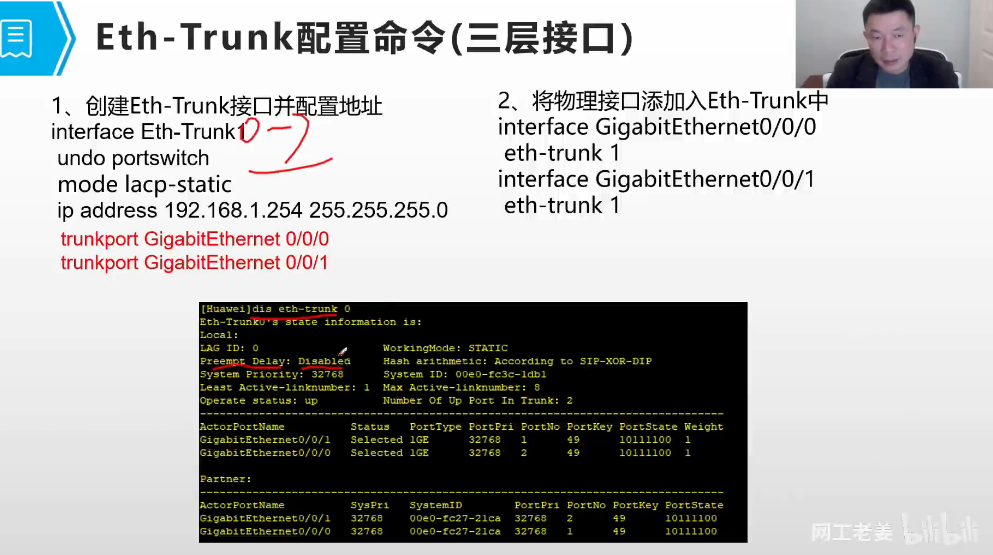 Eth-Trunk配置命令(三层接口)
1、创建Eth-Trunk接口并配置地址
interface Eth-Trunk1
0-7
undo portswitch
mode lacp-static
ip address 192.168.1.254 255.255.255.0
trunkport GigabitEthernet 0/0/0
trunkport GigabitEthernet 0/0/1
2、将物理接口添加入Eth-Trunk中
interface GigabitEthernet0/0/0
eth-trunk 1
interface GigabitEthernet0/0/1
eth-trunk 1
[Huawei]dis eth-trunk 0
Eth-Trunk0's state information is:
Local:
LAG ID: 0 WorkingMode: STATIC
Preempt Delay: Disabled Hash arithmetic: According to SIP-XOR-DIP
System Priority: 32768 System ID: 00e0-fc3c-1db1
Least Active-linknumber: 1 Max Active-linknumber: 8
Operate status: up Number Of Up Port In Trunk: 2
--------------------------------------------------------------------------------
ActorPortName Status PortType PortPri PortNo PortKey PortState Weight
GigabitEthernet0/0/1 Selected 1GE 32768 1 49 10111100 1
GigabitEthernet0/0/0 Selected 1GE 32768 2 49 10111100 1
Partner:
--------------------------------------------------------------------------------
ActorPortName SysPri SystemID PortPri PortNo PortKey PortState
GigabitEthernet0/0/1 32768 00e0-fc27-21ca 32768 2 49 10111100
GigabitEthernet0/0/0 32768 00e0-fc27-21ca 32768 1 49 10111100
网工老姜 bilibili